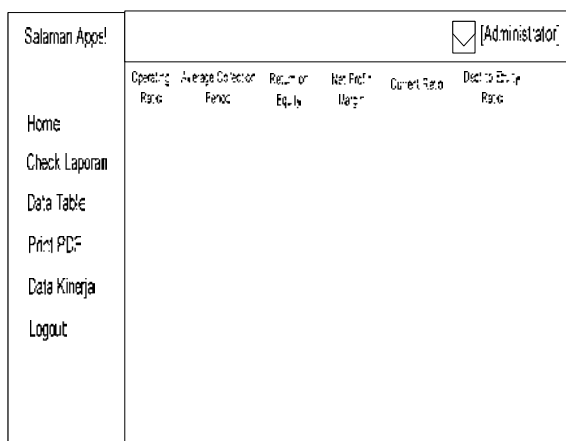 Salaman Apps!
[Administrator]
Operating Ratio
Average Collection Period
Return on Equity
Net Profit Margin
Current Ratio
Debt to Equity Ratio
Home
Check Laporan
Data Table
Print PDF
Data Kinerja
Logout